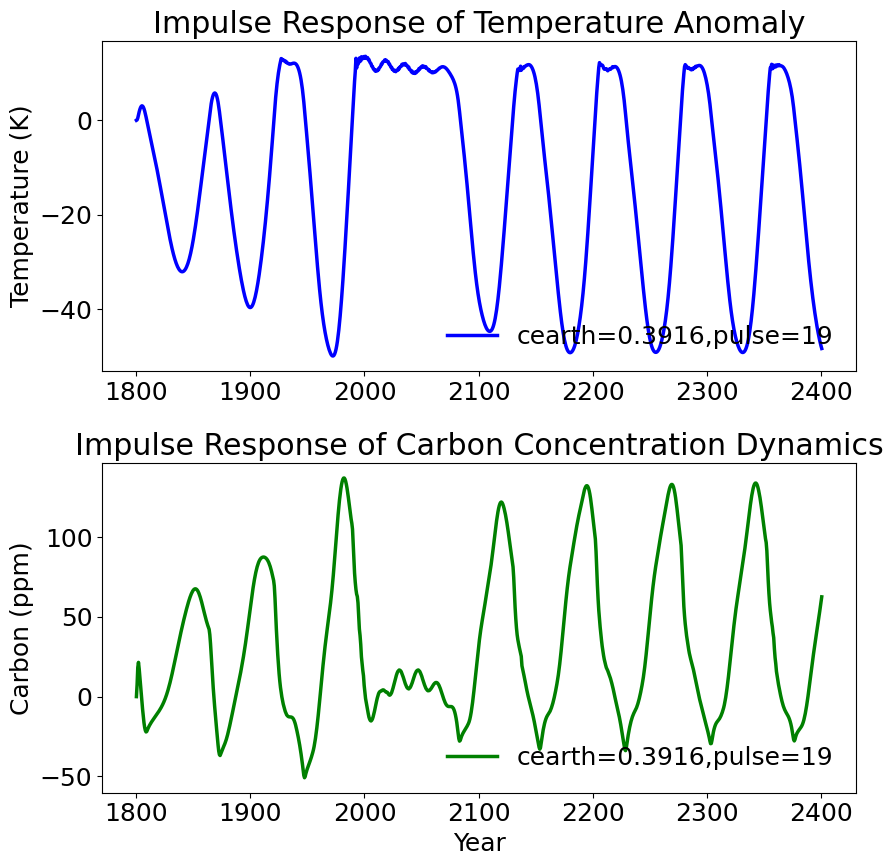 Impulse Response of Temperature Anomaly
Temperature (K)
0
−20
−40
cearth=0.3916,pulse=19
1800 1900 2000 2100 2200 2300 2400
Impulse Response of Carbon Concentration Dynamics
Carbon (ppm)
100
50
0
−50
cearth=0.3916,pulse=19
1800 1900 2000 2100 2200 2300 2400
Year